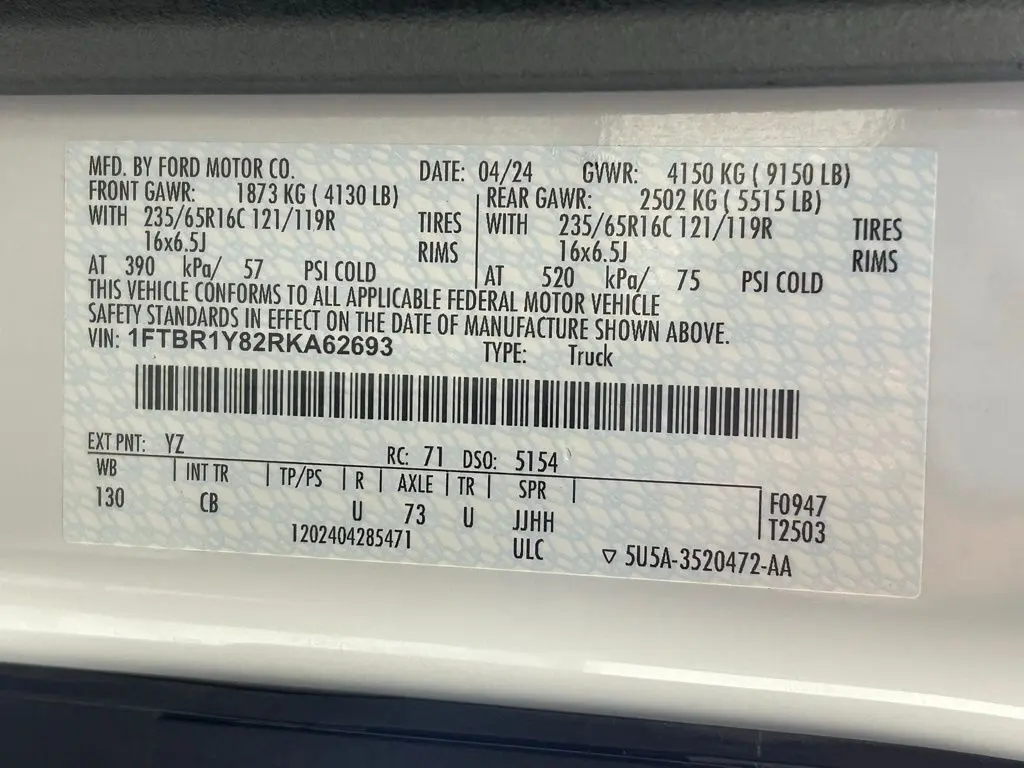 MFD. BY FORD MOTOR CO. DATE: 04/24 GVWR: 4150 KG ( 9150 LB)
FRONT GAWR: 1873 KG ( 4130 LB) REAR GAWR: 2502 KG ( 5515 LB)
WITH 235/65R16C 121/119R TIRES WITH 235/65R16C 121/119R TIRES
16x6.5J RIMS 16x6.5J RIMS
AT 390 kPa/ 57 PSI COLD AT 520 kPa/ 75 PSI COLD
THIS VEHICLE CONFORMS TO ALL APPLICABLE FEDERAL MOTOR VEHICLE
SAFETY STANDARDS IN EFFECT ON THE DATE OF MANUFACTURE SHOWN ABOVE.
VIN: 1FTBR1Y82RKA62693 TYPE: Truck
EXT PNT: YZ RC: 71 DSO: 5154
WB | INT TR | TP/PS | R | AXLE | TR | SPR |
130 CB U 73 U JJHH F0947
1202404285471 ULC T2503
▽ 5U5A-3520472-AA